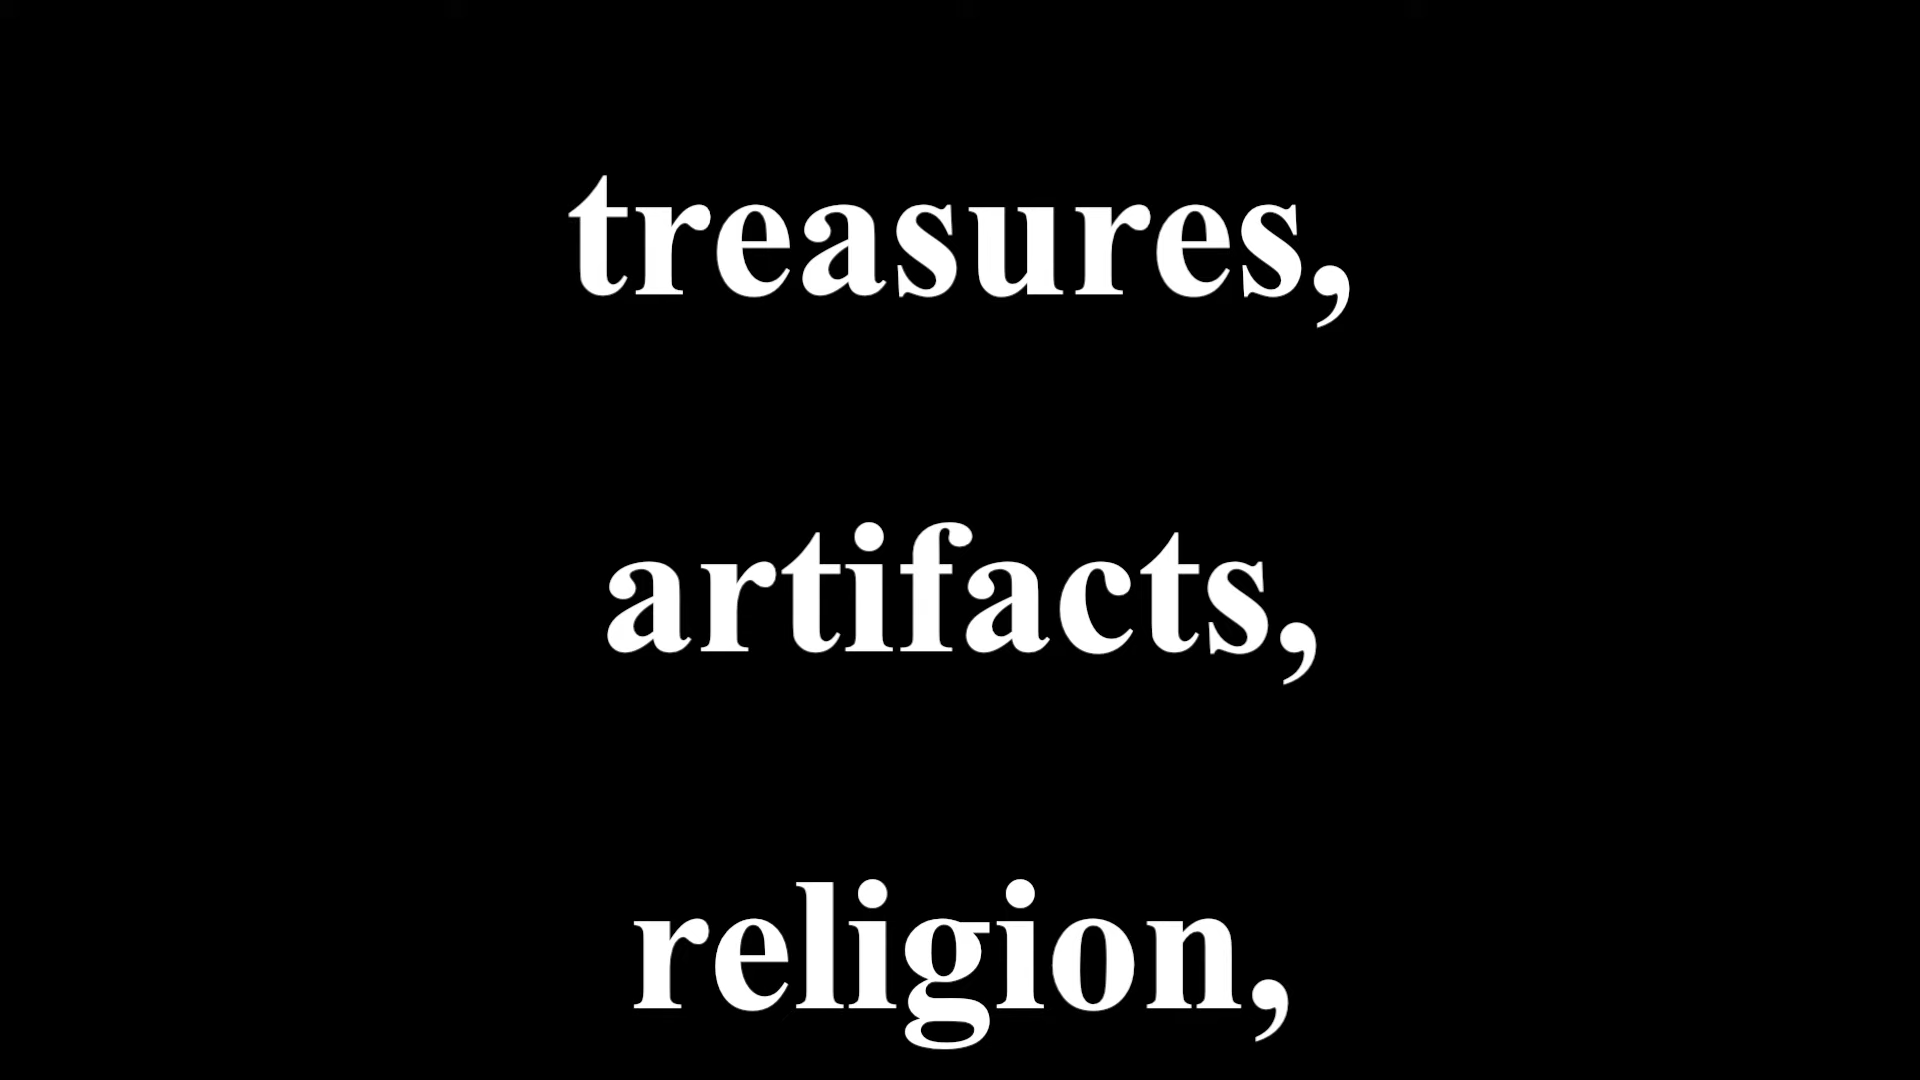 treasures,
artifacts,
religion,